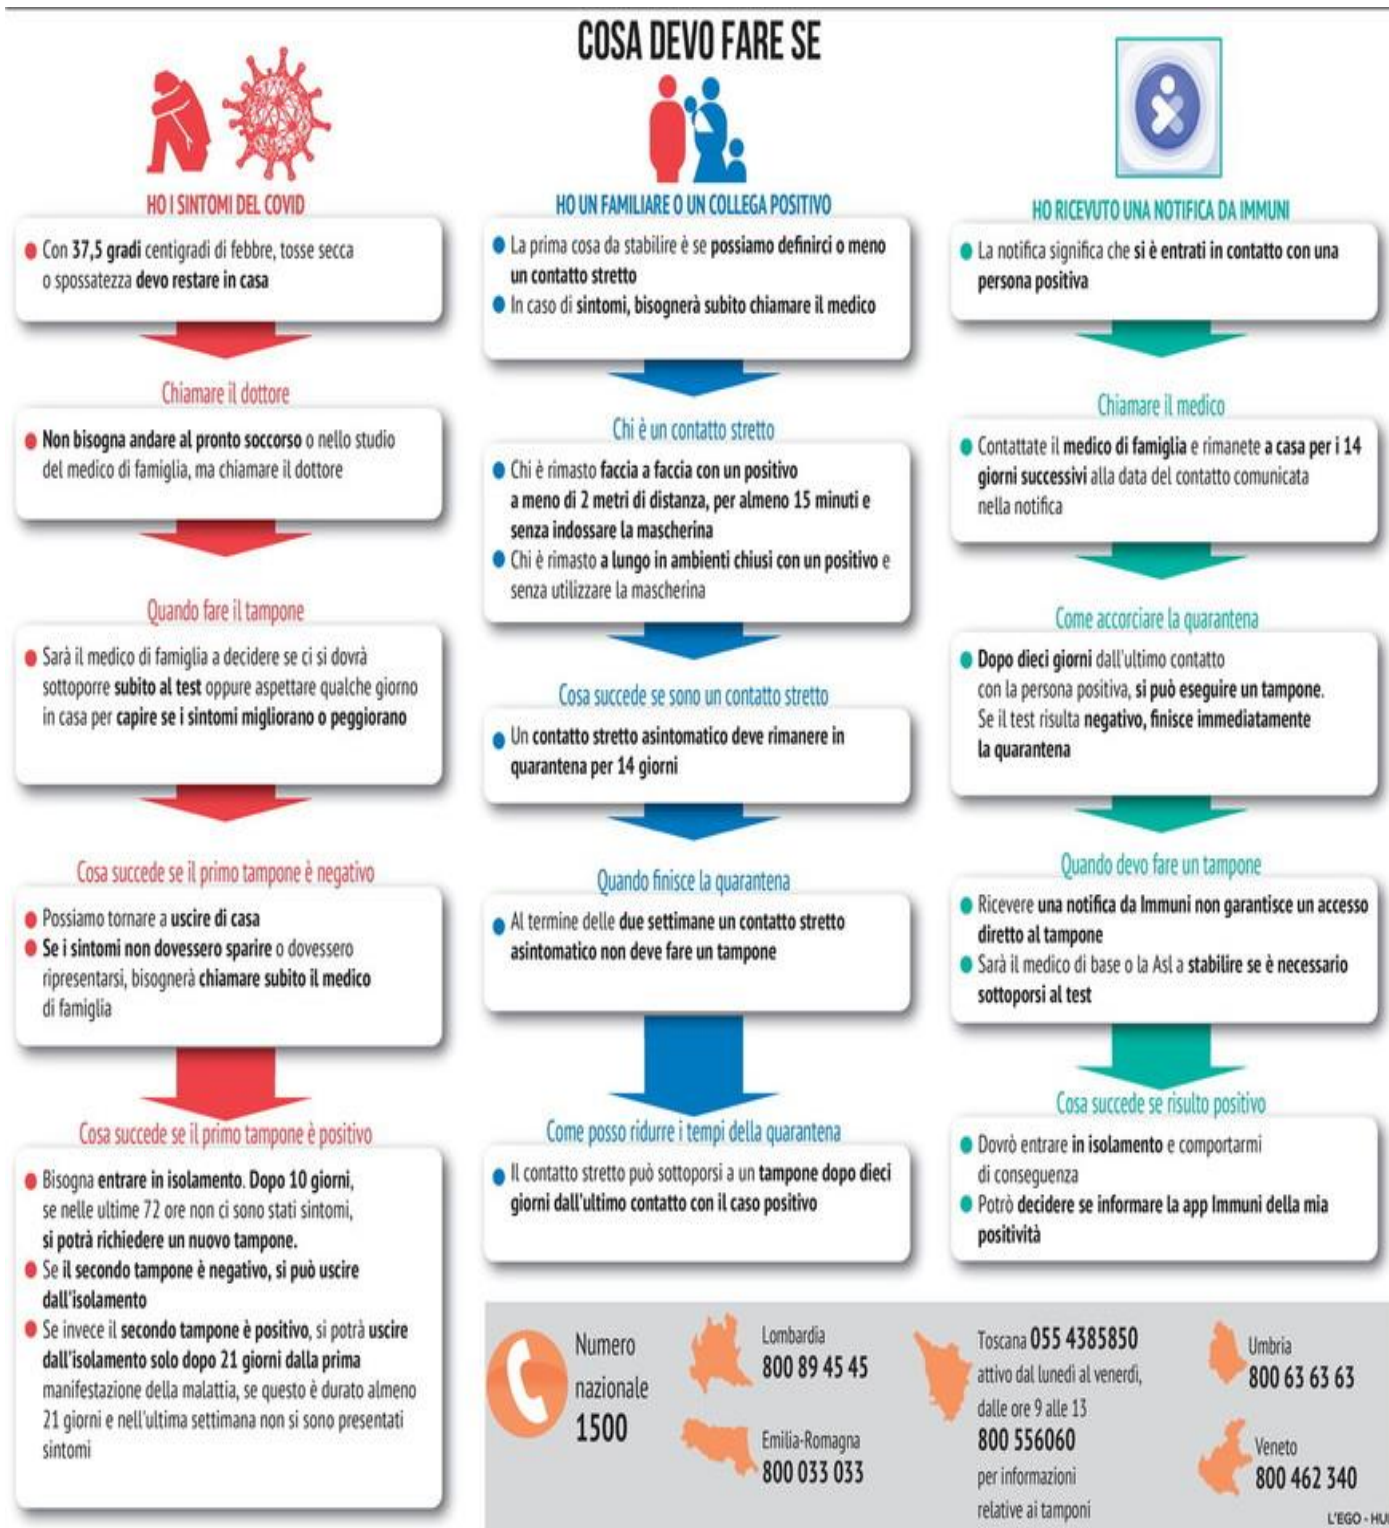 COSA DEVO FARE SE
HO I SINTOMI DEL COVID
Con 37,5 gradi centigradi di febbre, tosse secca
o spossatezza devo restare in casa
Chiamare il dottore
Non bisogna andare al pronto soccorso o nello studio
del medico di famiglia, ma chiamare il dottore
Quando fare il tampone
Sarà il medico di famiglia a decidere se ci si dovrà
sottoporre subito al test oppure aspettare qualche giorno
in casa per capire se i sintomi migliorano o peggiorano
Cosa succede se il primo tampone è negativo
Possiamo tornare a uscire di casa
Se i sintomi non dovessero sparire o dovessero
ripresentarsi, bisognerà chiamare subito il medico
di famiglia
Cosa succede se il primo tampone è positivo
Bisogna entrare in isolamento. Dopo 10 giorni,
se nelle ultime 72 ore non ci sono stati sintomi,
si potrà richiedere un nuovo tampone.
Se il secondo tampone è negativo, si può uscire
dall'isolamento
Se invece il secondo tampone è positivo, si potrà uscire
dall'isolamento solo dopo 21 giorni dalla prima
manifestazione della malattia, se questo è durato almeno
21 giorni e nell'ultima settimana non si sono presentati
sintomi
HO UN FAMILIARE O UN COLLEGA POSITIVO
La prima cosa da stabilire è se possiamo definirci o meno
un contatto stretto
In caso di sintomi, bisognerà subito chiamare il medico
Chi è un contatto stretto
Chi è rimasto faccia a faccia con un positivo
a meno di 2 metri di distanza, per almeno 15 minuti e
senza indossare la mascherina
Chi è rimasto a lungo in ambienti chiusi con un positivo e
senza utilizzare la mascherina
Cosa succede se sono un contatto stretto
Un contatto stretto asintomatico deve rimanere in
quarantena per 14 giorni
Quando finisce la quarantena
Al termine delle due settimane un contatto stretto
asintomatico non deve fare un tampone
Come posso ridurre i tempi della quarantena
Il contatto stretto può sottoporsi a un tampone dopo dieci
giorni dall'ultimo contatto con il caso positivo
HO RICEVUTO UNA NOTIFICA DA IMMUNI
La notifica significa che si è entrati in contatto con una
persona positiva
Chiamare il medico
Contattate il medico di famiglia e rimanete a casa per i 14
giorni successivi alla data del contatto comunicata
nella notifica
Come accorciare la quarantena
Dopo dieci giorni dall'ultimo contatto
con la persona positiva, si può eseguire un tampone.
Se il test risulta negativo, finisce immediatamente
la quarantena
Quando devo fare un tampone
Ricevere una notifica da Immuni non garantisce un accesso
diretto al tampone
Sarà il medico di base o la Asl a stabilire se è necessario
sottoporsi al test
Cosa succede se risulto positivo
Dovrò entrare in isolamento e comportarmi
di conseguenza
Potrò decidere se informare la app Immuni della mia
positività
Numero
nazionale
1500
Lombardia
800 89 45 45
Emilia-Romagna
800 033 033
Toscana 055 4385850
attivo dal lunedì al venerdì,
dalle ore 9 alle 13
800 556060
per informazioni
relative ai tamponi
Umbria
800 63 63 63
Veneto
800 462 340
L'EGO - HU